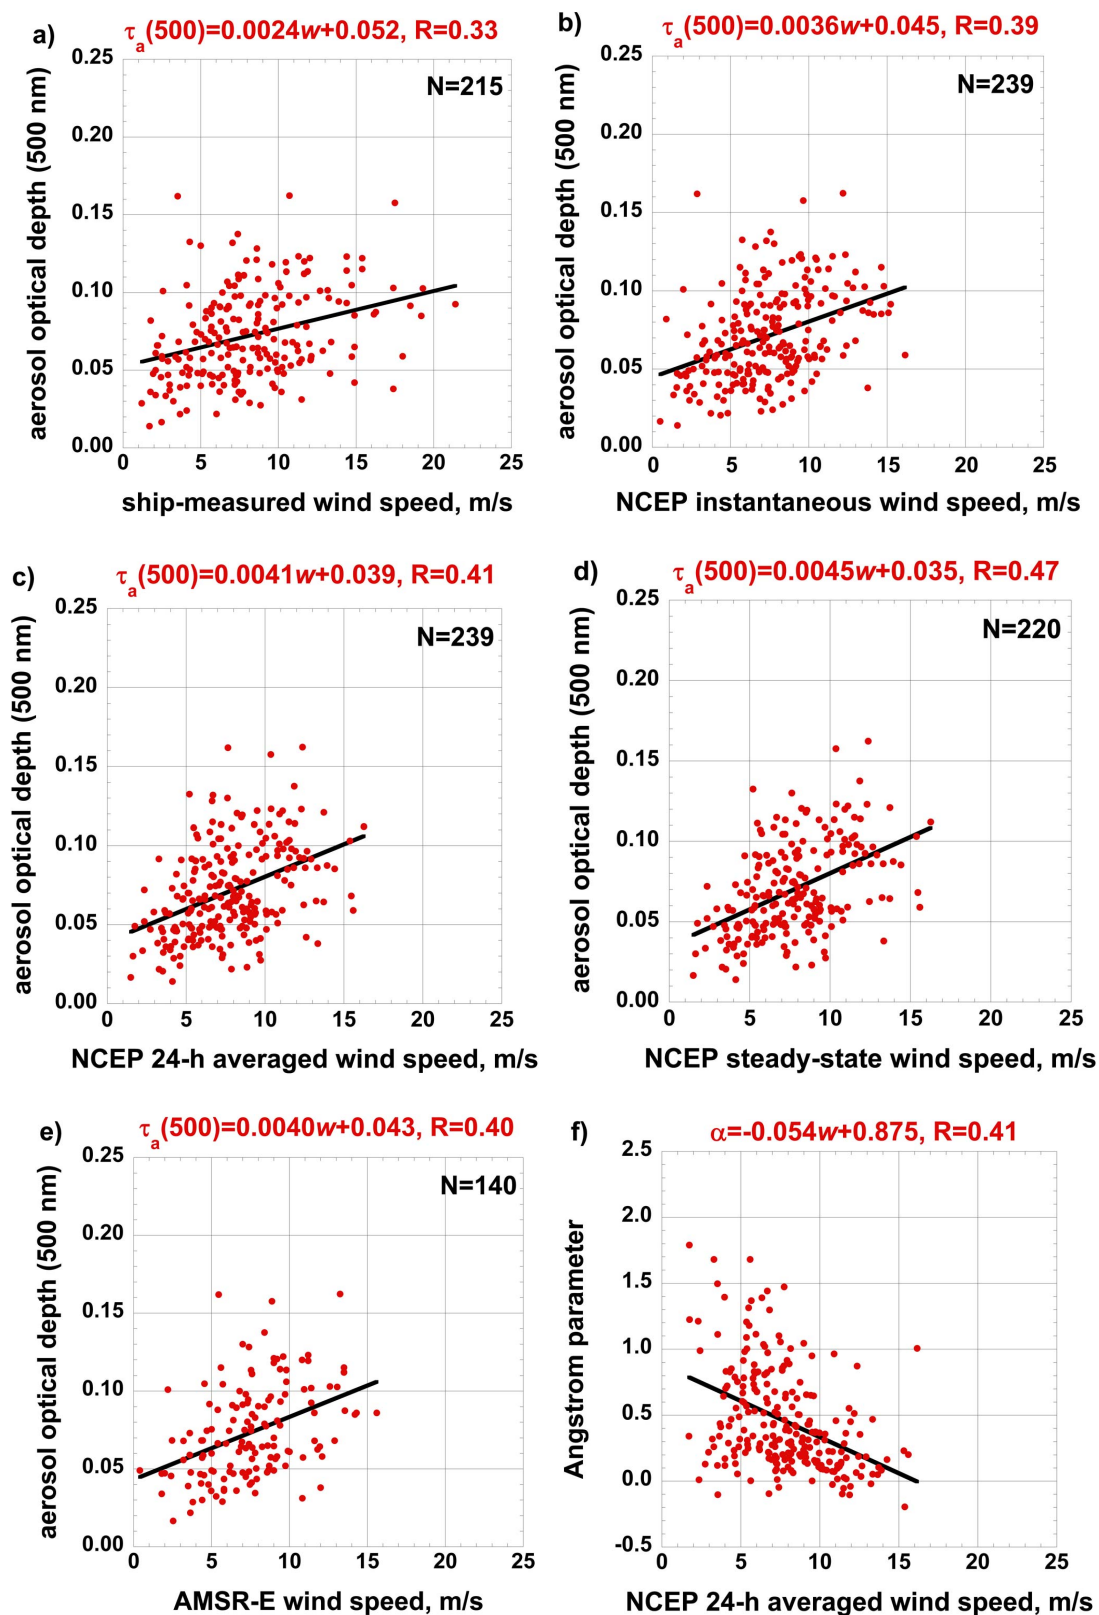 a)
τa(500)=0.0024w+0.052, R=0.33
N=215
aerosol optical depth (500 nm)
0.25
0.20
0.15
0.10
0.05
0.00
0 5 10 15 20 25
ship-measured wind speed, m/s
b)
τa(500)=0.0036w+0.045, R=0.39
N=239
aerosol optical depth (500 nm)
0.25
0.20
0.15
0.10
0.05
0.00
0 5 10 15 20 25
NCEP instantaneous wind speed, m/s
c)
τa(500)=0.0041w+0.039, R=0.41
N=239
aerosol optical depth (500 nm)
0.25
0.20
0.15
0.10
0.05
0.00
0 5 10 15 20 25
NCEP 24-h averaged wind speed, m/s
d)
τa(500)=0.0045w+0.035, R=0.47
N=220
aerosol optical depth (500 nm)
0.25
0.20
0.15
0.10
0.05
0.00
0 5 10 15 20 25
NCEP steady-state wind speed, m/s
e)
τa(500)=0.0040w+0.043, R=0.40
N=140
aerosol optical depth (500 nm)
0.25
0.20
0.15
0.10
0.05
0.00
0 5 10 15 20 25
AMSR-E wind speed, m/s
f)
α=-0.054w+0.875, R=0.41
Angstrom parameter
2.5
2.0
1.5
1.0
0.5
0.0
-0.5
0 5 10 15 20 25
NCEP 24-h averaged wind speed, m/s